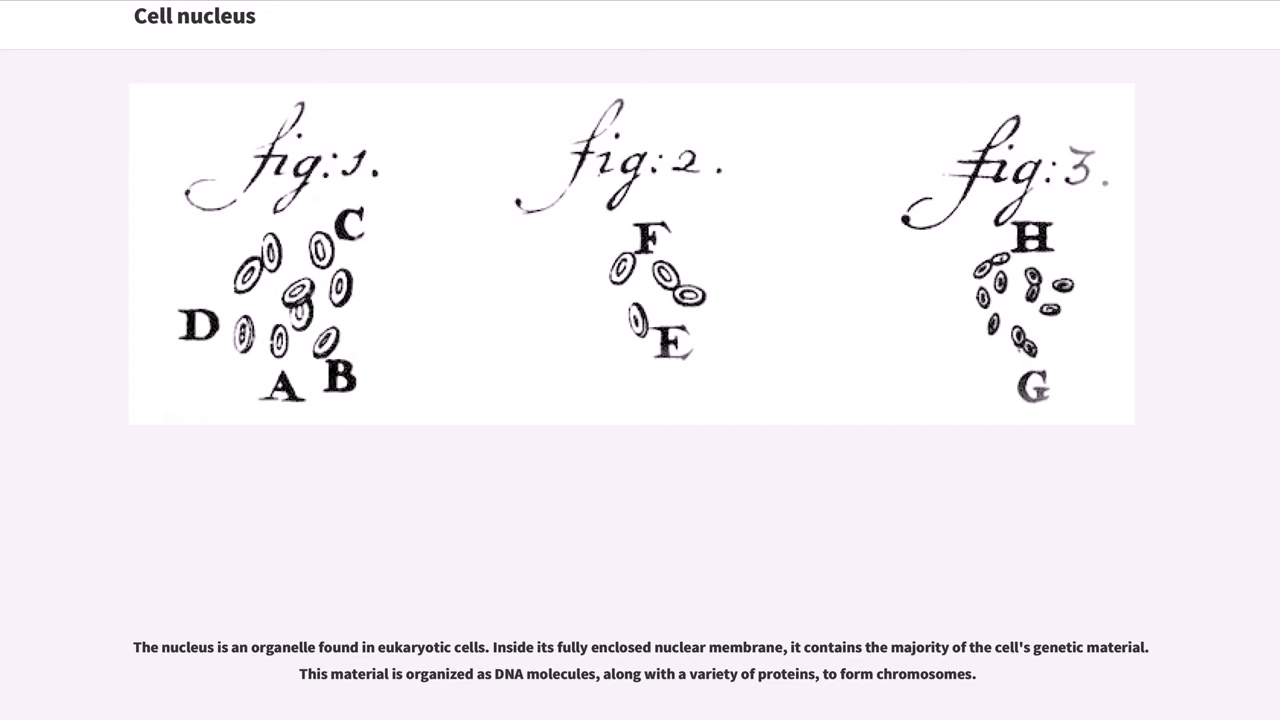 Cell nucleus
fig: 1. fig: 2. fig: 3.
C F H
D E
A B G
The nucleus is an organelle found in eukaryotic cells. Inside its fully enclosed nuclear membrane, it contains the majority of the cell's genetic material.
This material is organized as DNA molecules, along with a variety of proteins, to form chromosomes.